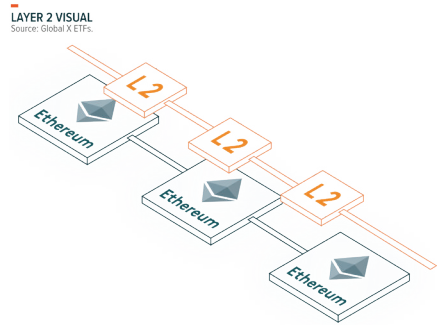 LAYER 2 VISUAL
Source: Global X ETFs.
L2
Ethereum
L2
Ethereum
L2
Ethereum